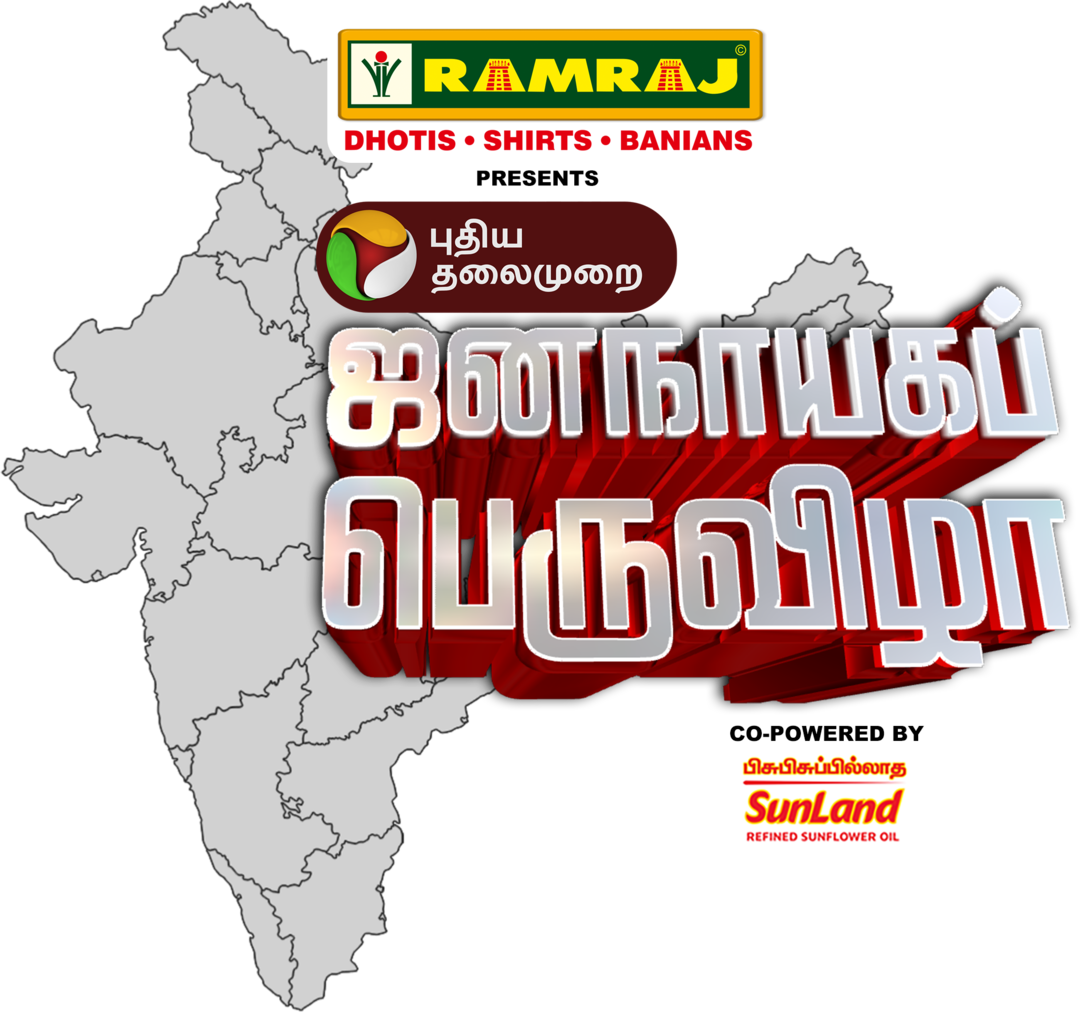 RAMRAJ ©
DHOTIS • SHIRTS • BANIANS
PRESENTS
புதிய
தலைமுறை
ஜனநாயகப்
பெருவிழா
CO-POWERED BY
பிசுபிசுப்பில்லாத
SunLand
REFINED SUNFLOWER OIL